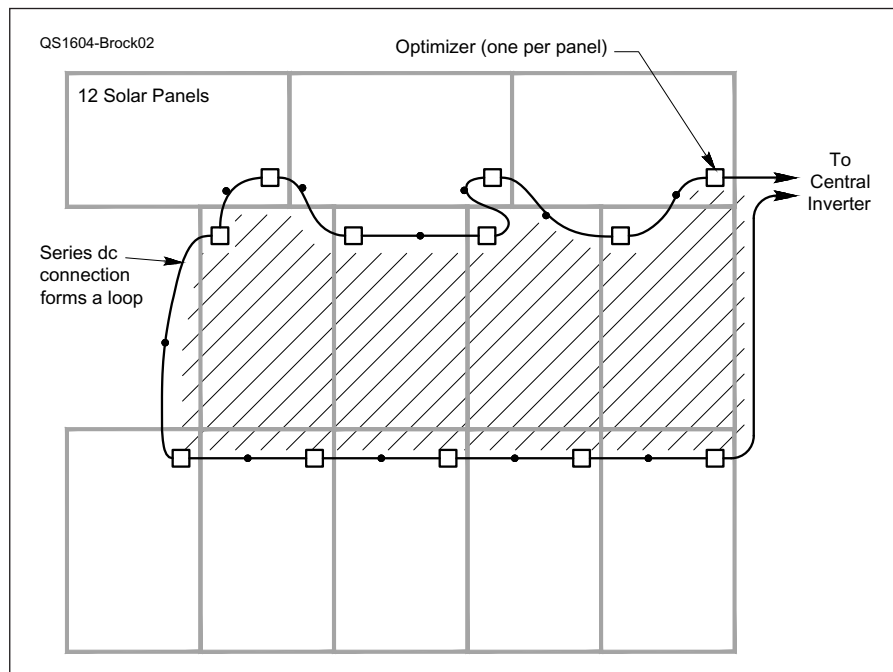 QS1604-Brock02
Optimizer (one per panel)
12 Solar Panels
To
Central
Inverter
Series dc
connection
forms a loop